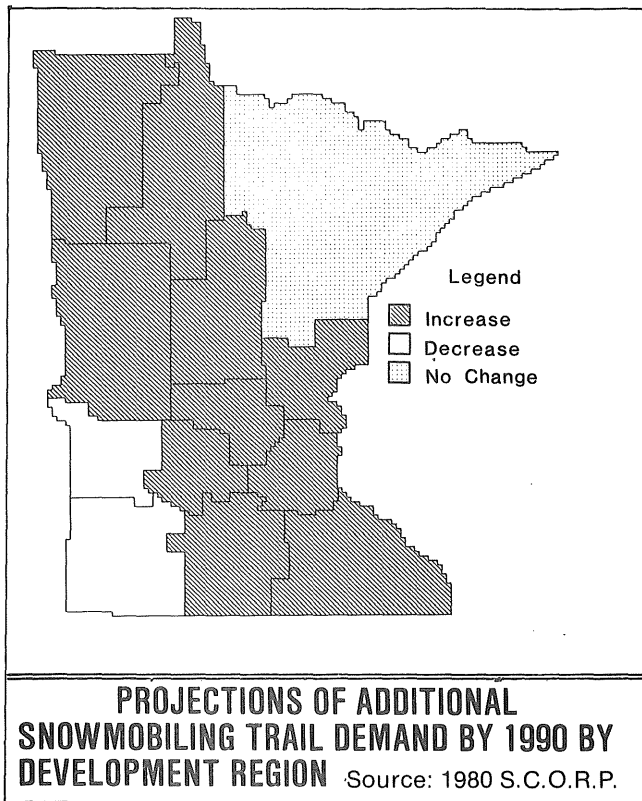 Legend
Increase
Decrease
No Change
PROJECTIONS OF ADDITIONAL
SNOWMOBILING TRAIL DEMAND BY 1990 BY
DEVELOPMENT REGION Source: 1980 S.C.O.R.P.